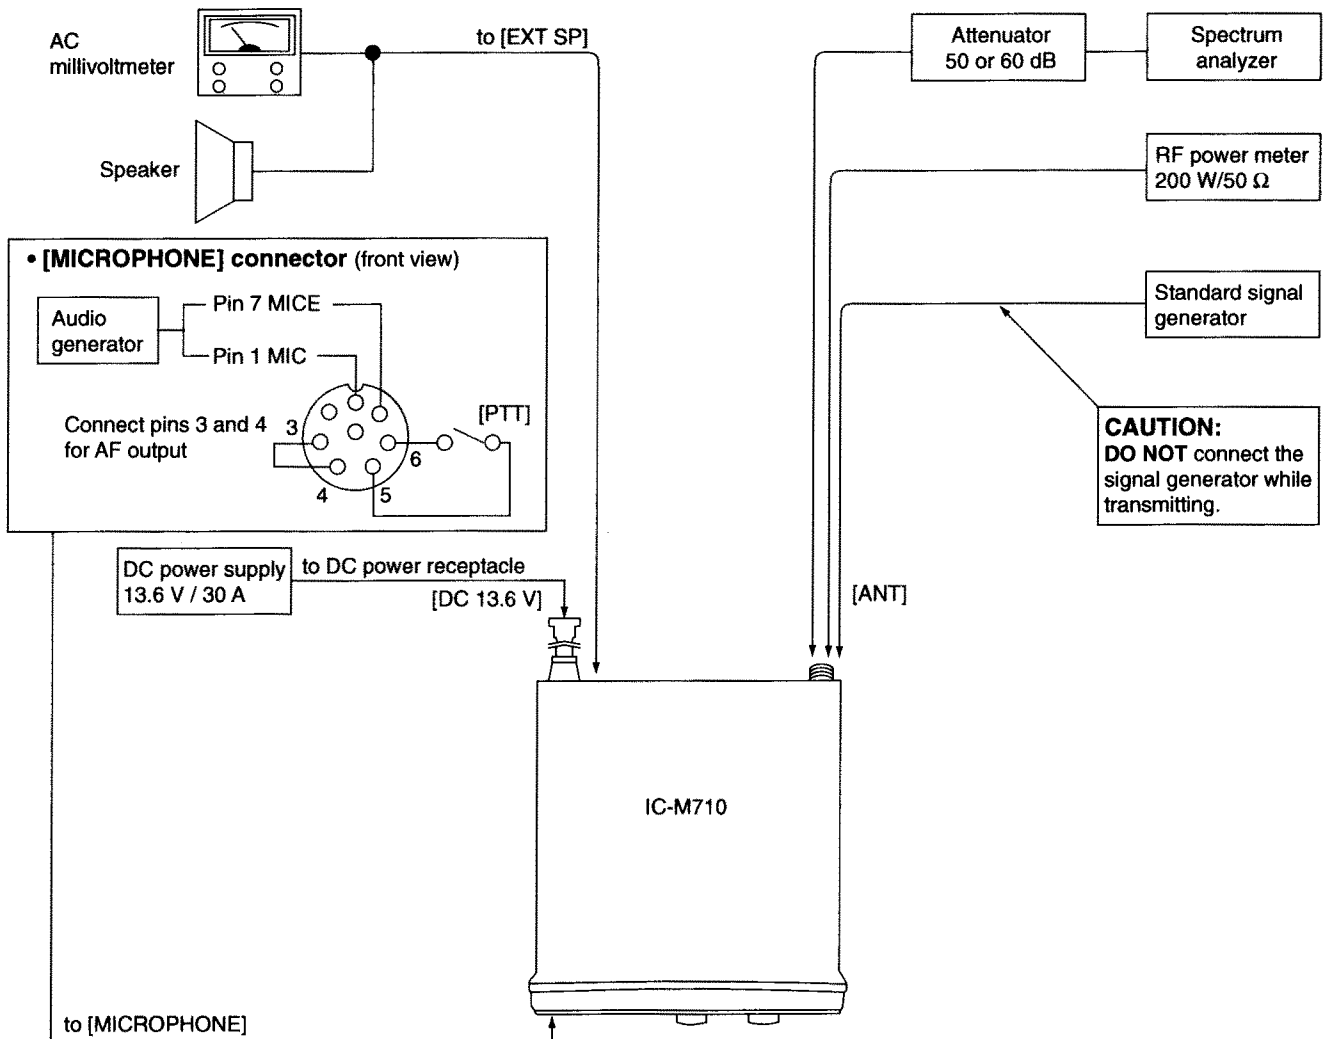 AC
millivoltmeter
to [EXT SP]
Attenuator
50 or 60 dB
Spectrum
analyzer
Speaker
RF power meter
200 W/50 Ω
• [MICROPHONE] connector (front view)
Audio
generator
Pin 7 MICE
Pin 1 MIC
Connect pins 3 and 4
for AF output
3
4
5
6
[PTT]
Standard signal
generator
CAUTION:
DO NOT connect the
signal generator while
transmitting.
DC power supply
13.6 V / 30 A
to DC power receptacle
[DC 13.6 V]
[ANT]
IC-M710
to [MICROPHONE]